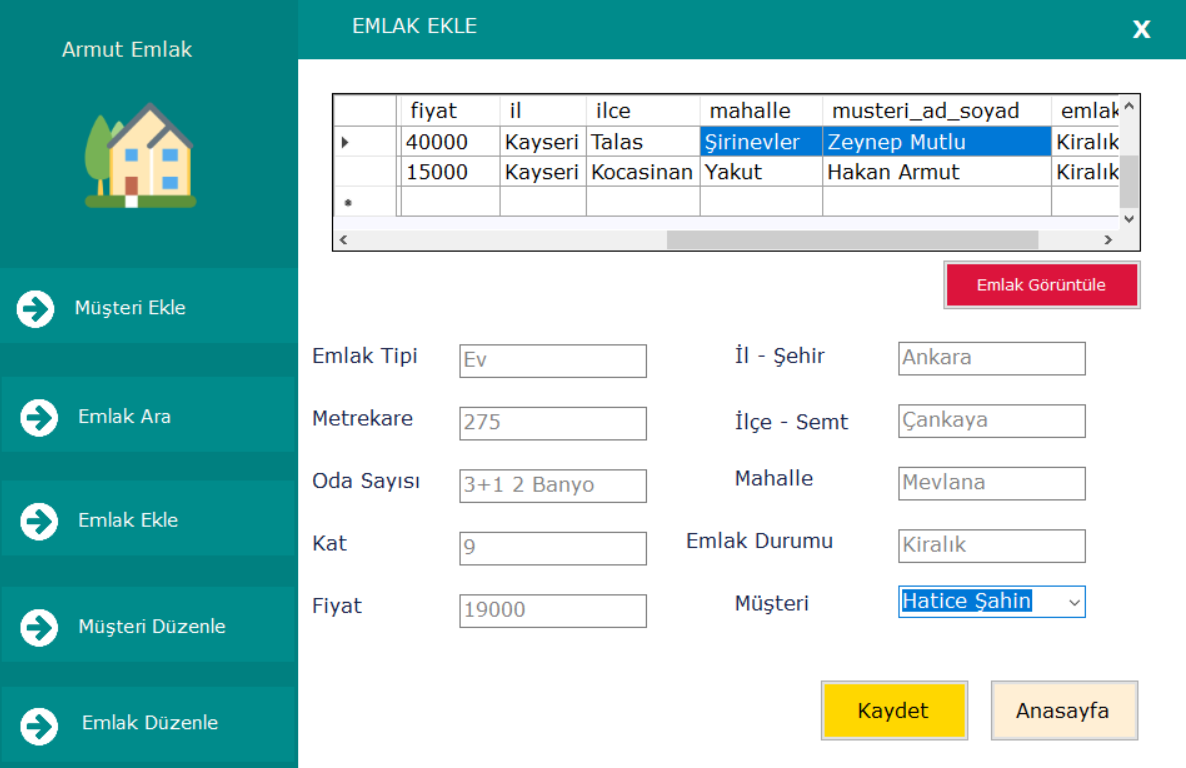 Armut Emlak
Müşteri Ekle
Emlak Ara
Emlak Ekle
Müşteri Düzenle
Emlak Düzenle
EMLAK EKLE
X
fiyat il ilce mahalle musteri_ad_soyad emlak
40000 Kayseri Talas Şirinevler Zeynep Mutlu Kiralık
15000 Kayseri Kocasinan Yakut Hakan Armut Kiralık
Emlak Görüntüle
Emlak Tipi Ev
Metrekare 275
Oda Sayısı 3+1 2 Banyo
Kat 9
Fiyat 19000
İl - Şehir Ankara
İlçe - Semt Çankaya
Mahalle Mevlana
Emlak Durumu Kiralık
Müşteri Hatice Şahin
Kaydet
Anasayfa